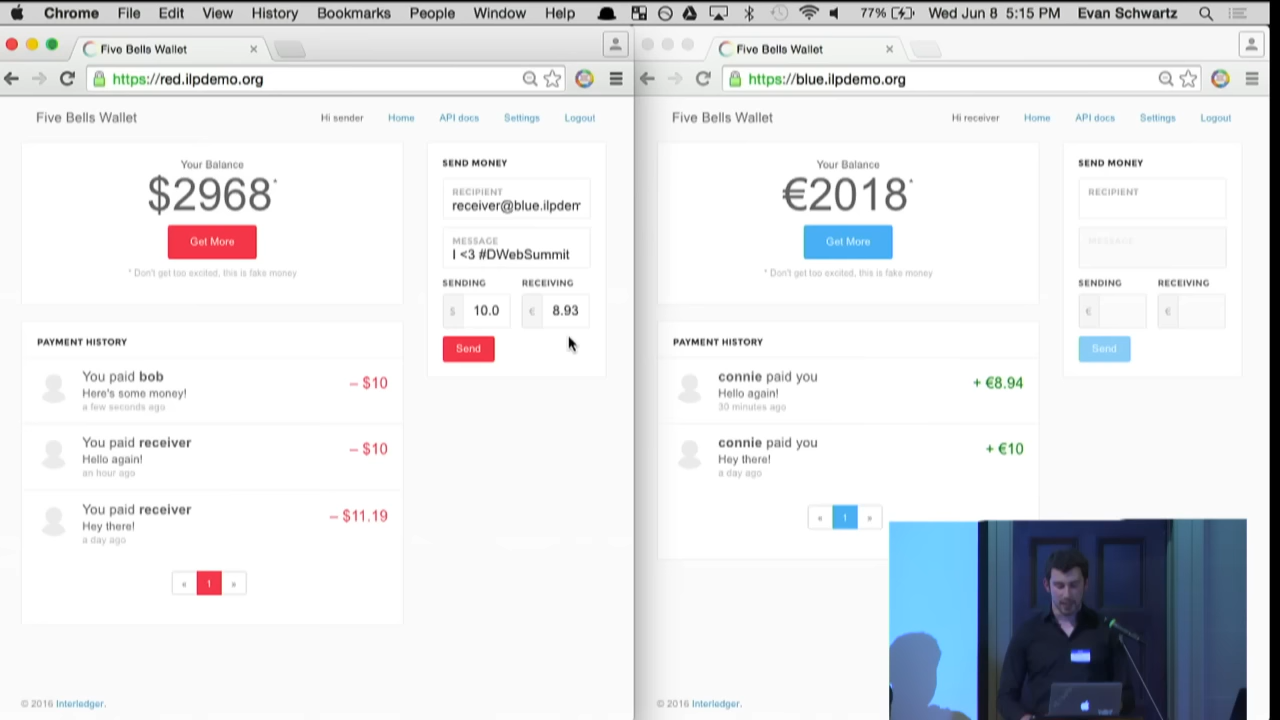 Chrome File Edit View History Bookmarks People Window Help 77% Wed Jun 8 5:15 PM Evan Schwartz
Five Bells Wallet
https://red.ilpdemo.org
Five Bells Wallet
Hi sender Home API docs Settings Logout
Your Balance
$2968*
Get More
* Don't get too excited, this is fake money
SEND MONEY
RECIPIENT
receiver@blue.ilpdem
MESSAGE
I <3 #DWebSummit
SENDING RECEIVING
$ 10.0 € 8.93
Send
PAYMENT HISTORY
You paid bob
Here's some money!
a few seconds ago
– $10
You paid receiver
Hello again!
an hour ago
– $10
You paid receiver
Hey there!
a day ago
– $11.19
« 1 »
© 2016 Interledger.
Five Bells Wallet
https://blue.ilpdemo.org
Five Bells Wallet
Hi receiver Home API docs Settings Logout
Your Balance
€2018*
Get More
* Don't get too excited, this is fake money
SEND MONEY
RECIPIENT
MESSAGE
SENDING RECEIVING
€ €
Send
PAYMENT HISTORY
connie paid you
Hello again!
30 minutes ago
+ €8.94
connie paid you
Hey there!
a day ago
+ €10
« 1 »
© 2016 Interledger.